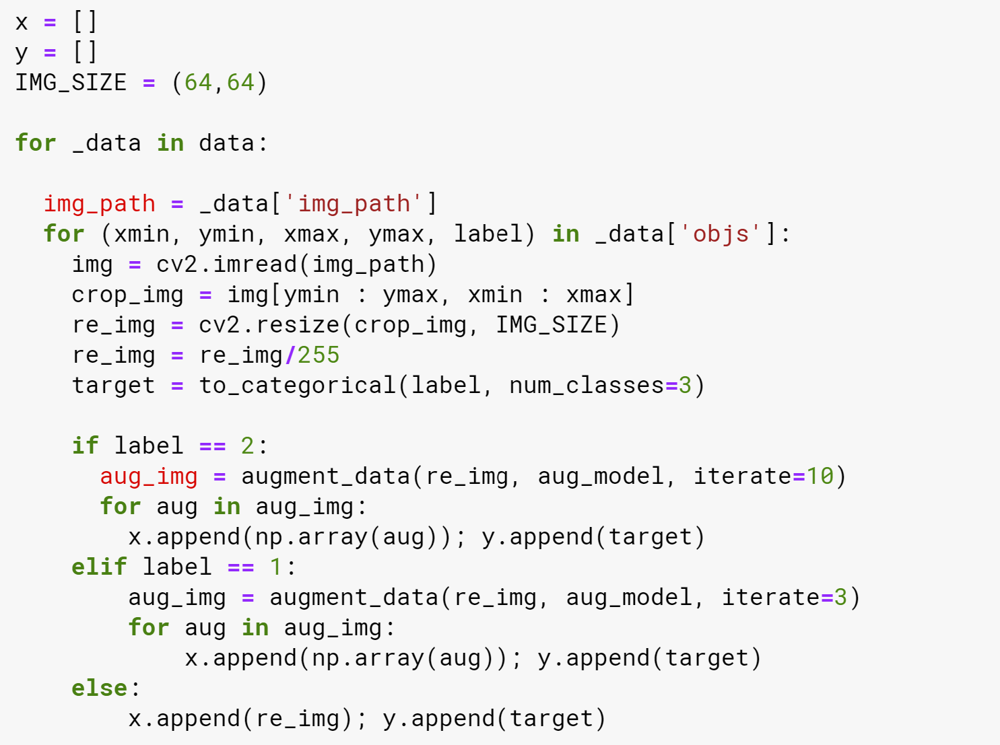 x = []
y = []
IMG_SIZE = (64,64)
for _data in data:
img_path = _data['img_path']
for (xmin, ymin, xmax, ymax, label) in _data['objs']:
img = cv2.imread(img_path)
crop_img = img[ymin : ymax, xmin : xmax]
re_img = cv2.resize(crop_img, IMG_SIZE)
re_img = re_img/255
target = to_categorical(label, num_classes=3)
if label == 2:
aug_img = augment_data(re_img, aug_model, iterate=10)
for aug in aug_img:
x.append(np.array(aug)); y.append(target)
elif label == 1:
aug_img = augment_data(re_img, aug_model, iterate=3)
for aug in aug_img:
x.append(np.array(aug)); y.append(target)
else:
x.append(re_img); y.append(target)